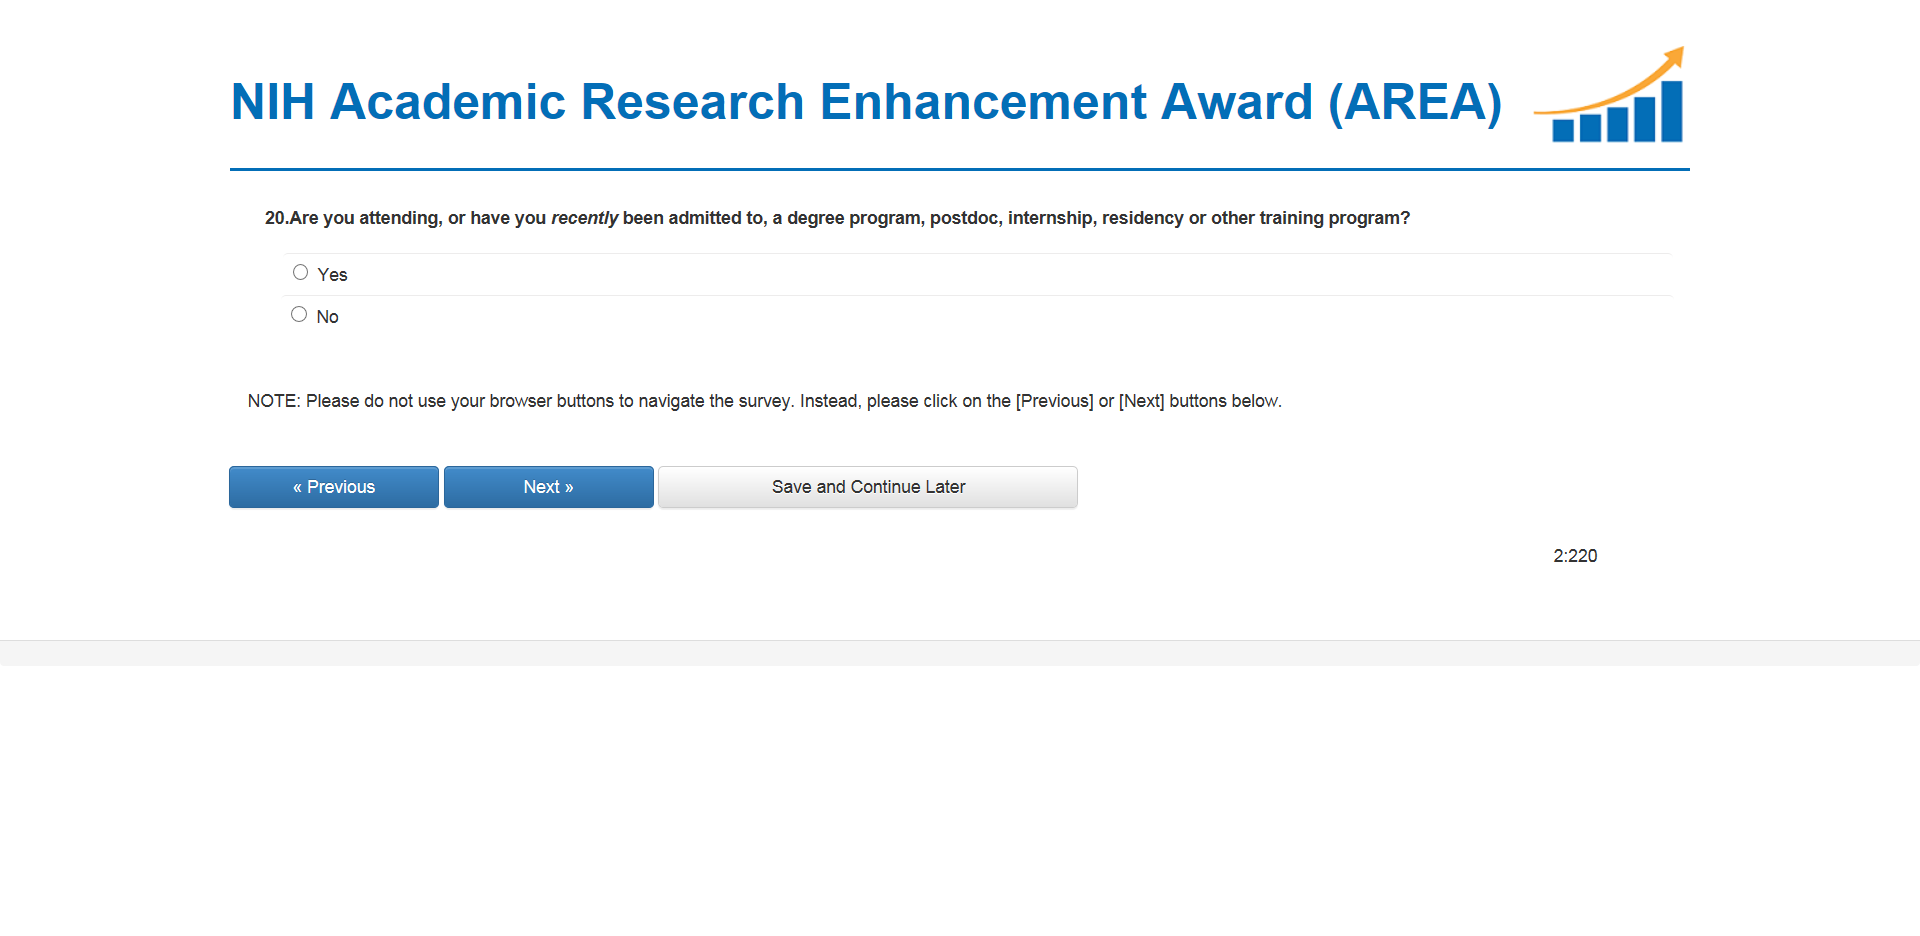 NIH Academic Research Enhancement Award (AREA)
20.Are you attending, or have you recently been admitted to, a degree program, postdoc, internship, residency or other training program?
Yes
No
NOTE: Please do not use your browser buttons to navigate the survey. Instead, please click on the [Previous] or [Next] buttons below.
« Previous
Next »
Save and Continue Later
2:220